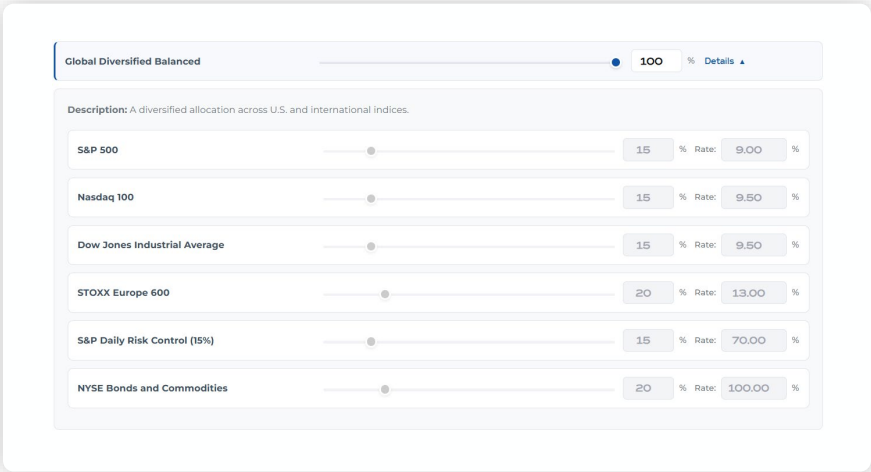 Global Diversified Balanced 100 % Details ▲
Description: A diversified allocation across U.S. and international indices.
S&P 500 15 % Rate: 9.00 %
Nasdaq 100 15 % Rate: 9.50 %
Dow Jones Industrial Average 15 % Rate: 9.50 %
STOXX Europe 600 20 % Rate: 13.00 %
S&P Daily Risk Control (15%) 15 % Rate: 70.00 %
NYSE Bonds and Commodities 20 % Rate: 100.00 %